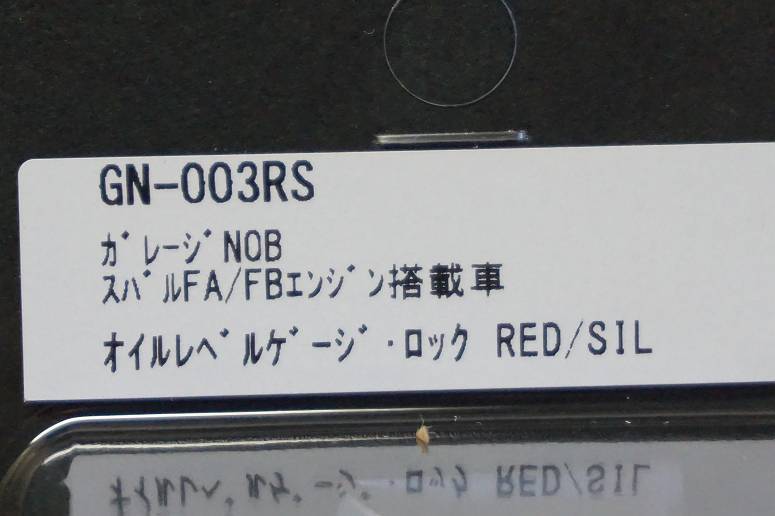 GN-003RS
ｶﾞﾚｰｼﾞNOB
ｽﾊﾞﾙFA/FBｴﾝｼﾞﾝ搭載車
ｵｲﾙﾚﾍﾞﾙｹﾞｰｼﾞ･ﾛｯｸ RED/SIL